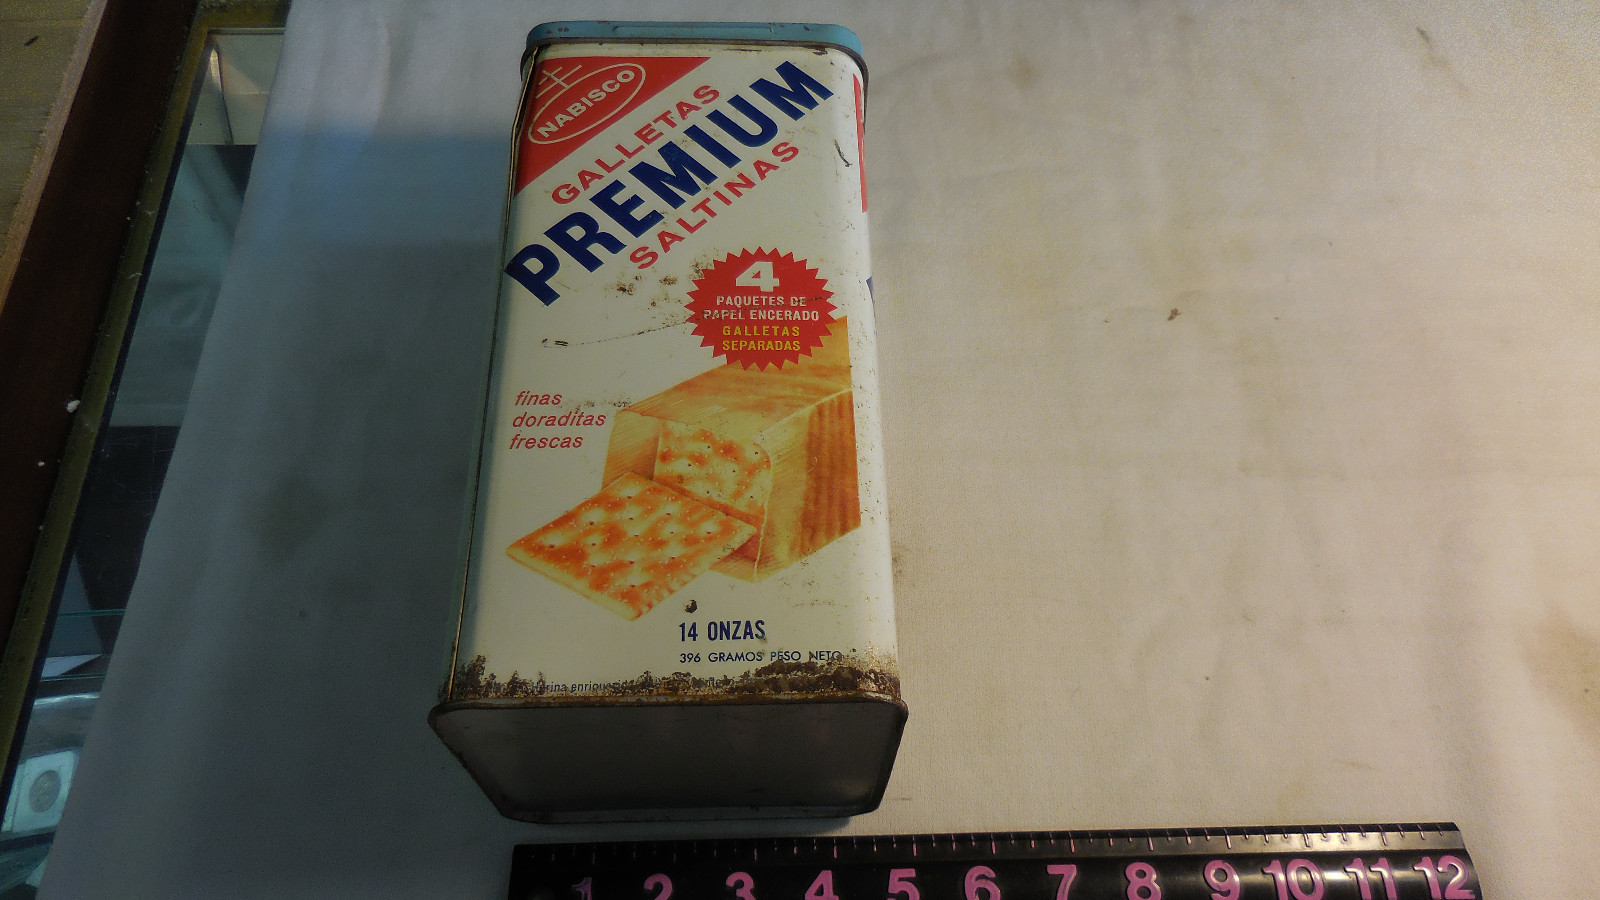 NABISCO
GALLETAS
PREMIUM
SALTINAS
4
PAQUETES DE
PAPEL ENCERADO
GALLETAS
SEPARADAS
finas
doraditas
frescas
14 ONZAS
396 GRAMOS PESO NETO
1 2 3 4 5 6 7 8 9 10 11 12